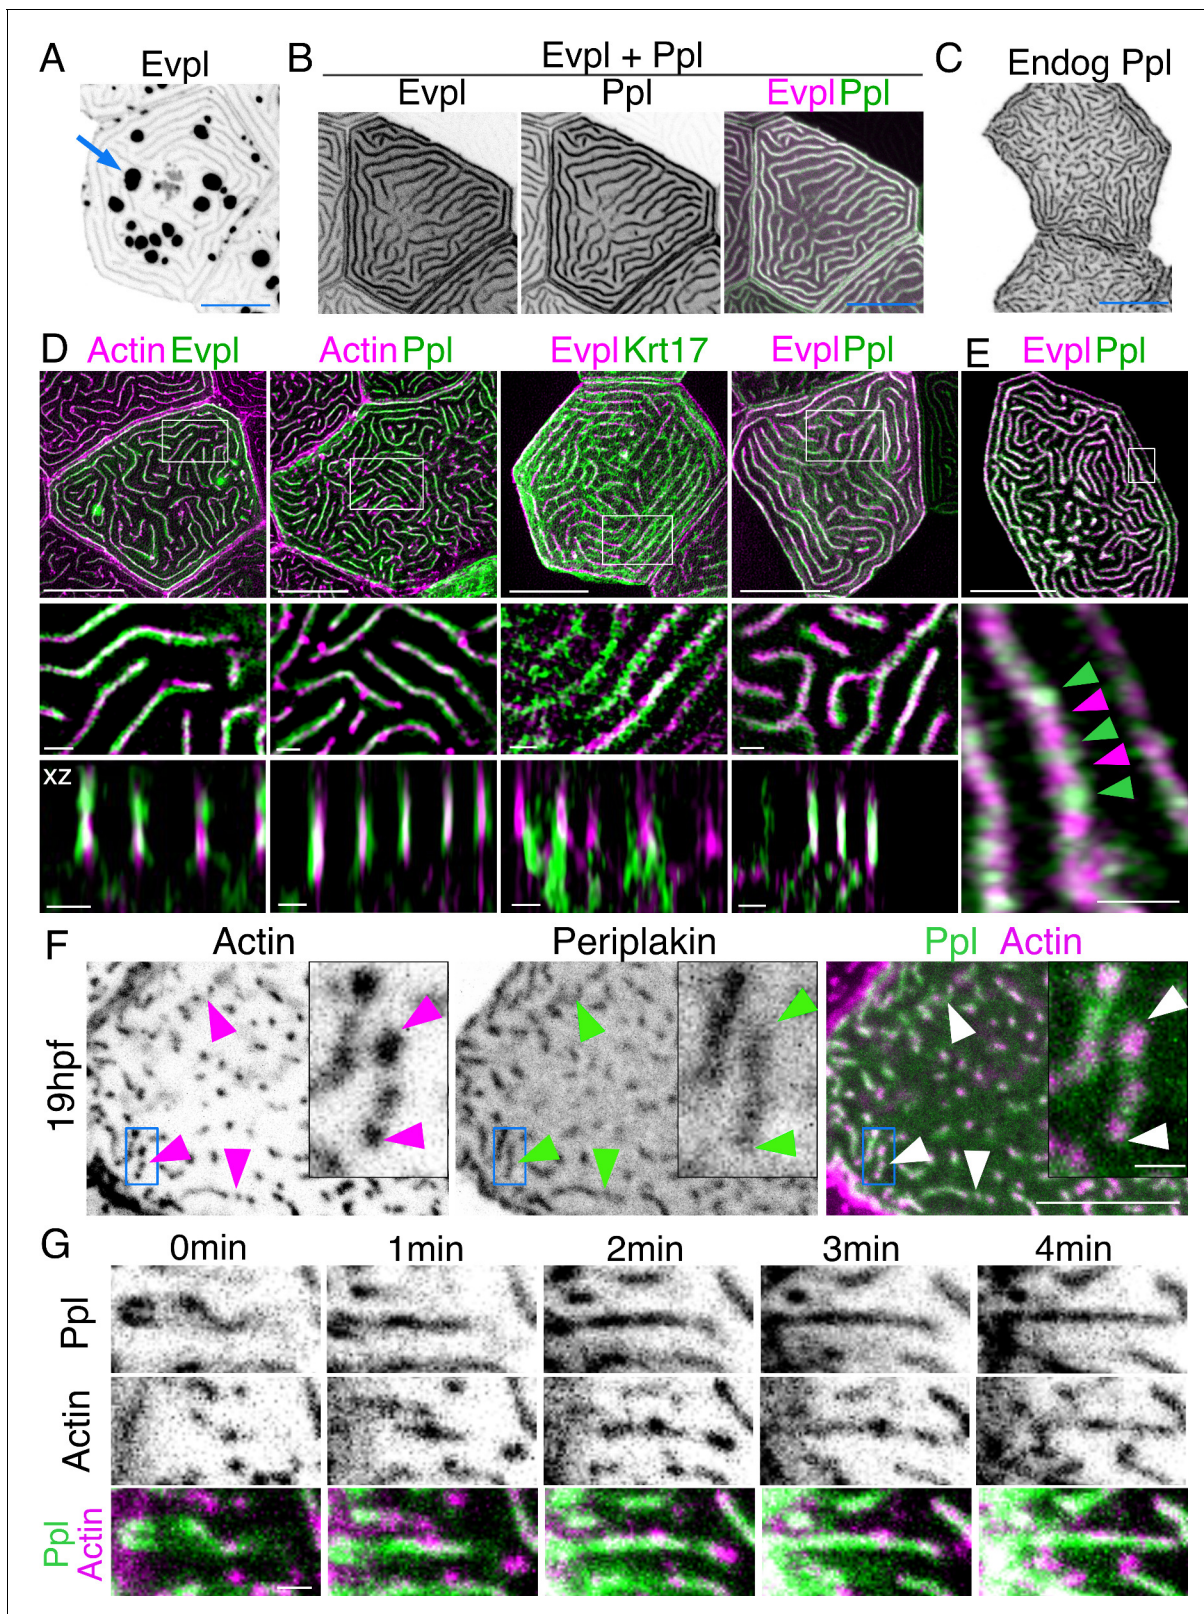 A Evpl
B Evpl + Ppl
Evpl Ppl Evpl Ppl
C Endog Ppl
D Actin Evpl Actin Ppl Evpl Krt17 Evpl Ppl
E Evpl Ppl
xz
F Actin Periplakin Ppl Actin
19hpf
G 0min 1min 2min 3min 4min
Ppl
Actin
Ppl
Actin